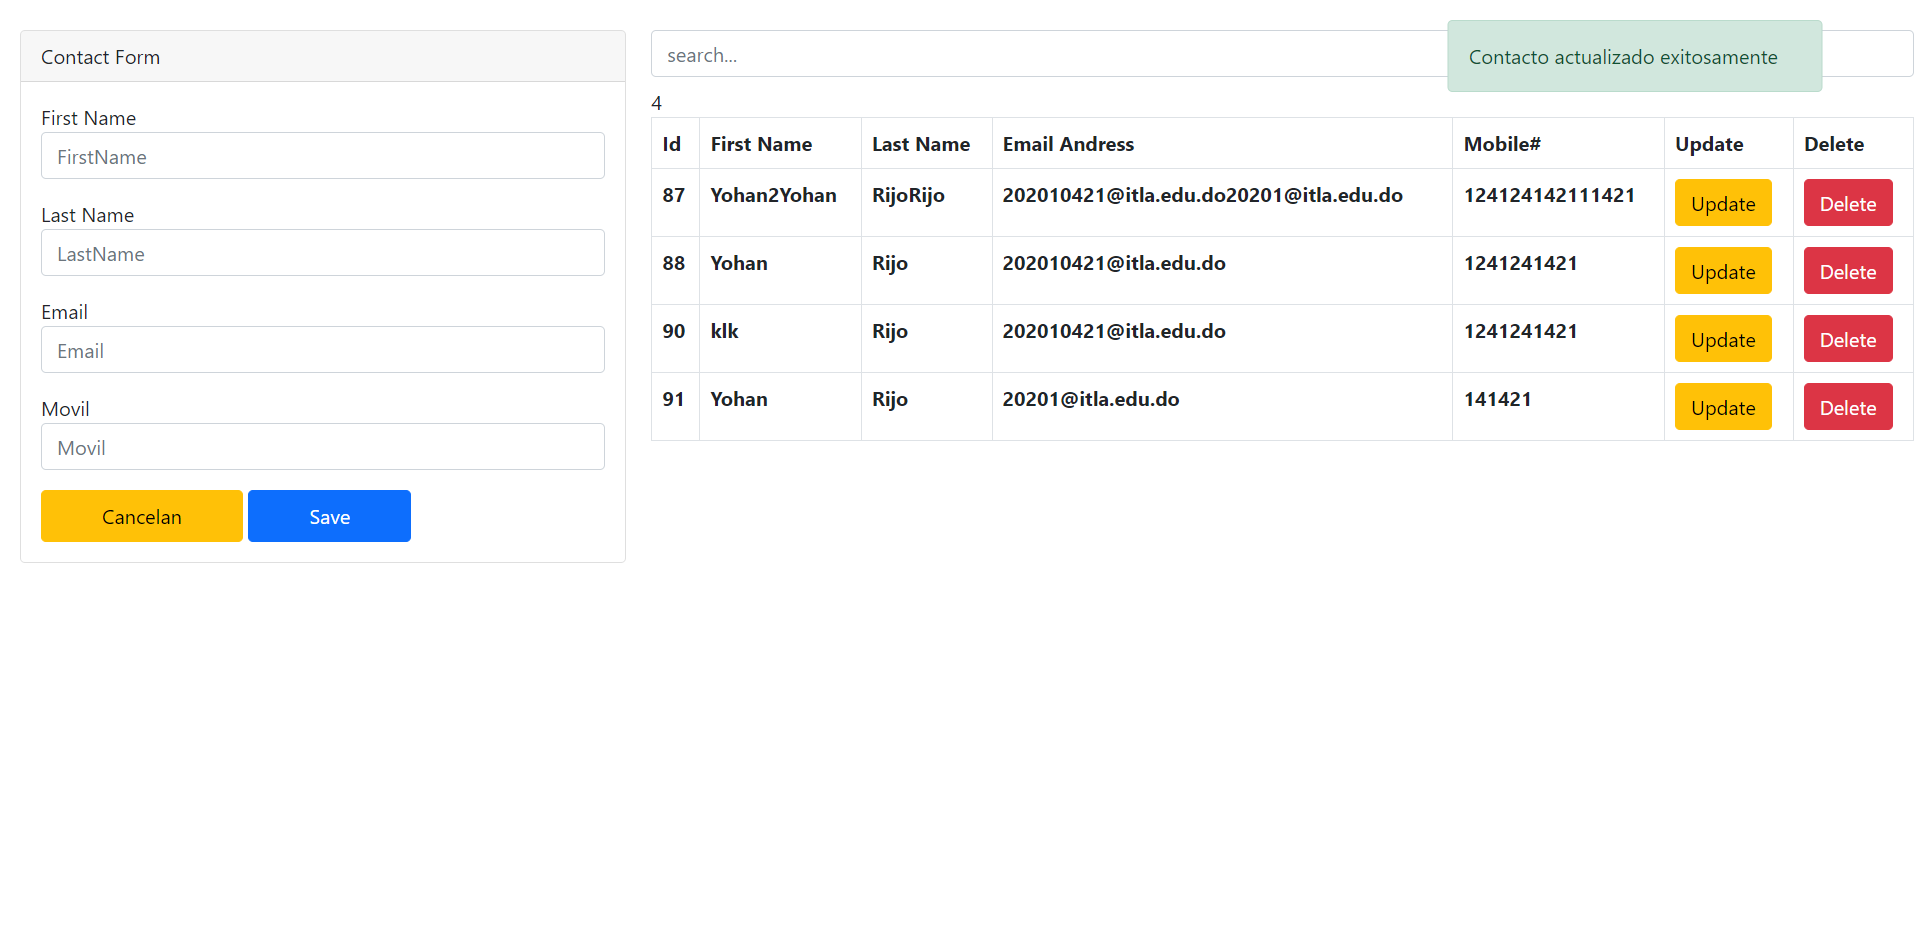 Contact Form
First Name
FirstName
Last Name
LastName
Email
Email
Movil
Movil
Cancelan Save
search...
Contacto actualizado exitosamente
4
Id First Name Last Name Email Andress Mobile# Update Delete
87 Yohan2Yohan RijoRijo 202010421@itla.edu.do20201@itla.edu.do 124124142111421 Update Delete
88 Yohan Rijo 202010421@itla.edu.do 1241241421 Update Delete
90 klk Rijo 202010421@itla.edu.do 1241241421 Update Delete
91 Yohan Rijo 20201@itla.edu.do 141421 Update Delete